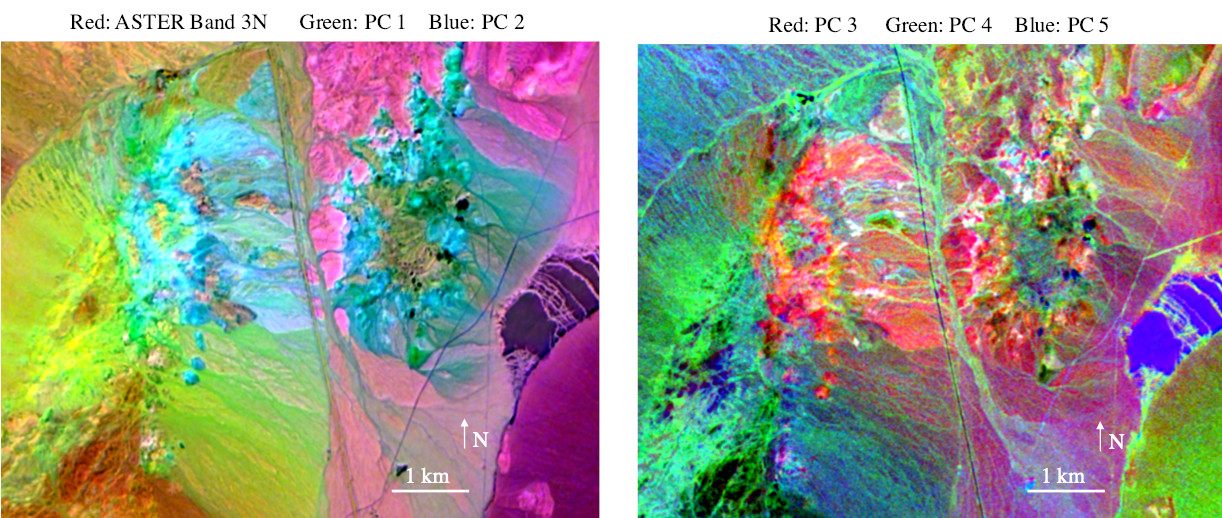 Red: ASTER Band 3N Green: PC 1 Blue: PC 2
Red: PC 3 Green: PC 4 Blue: PC 5
N
1 km
N
1 km